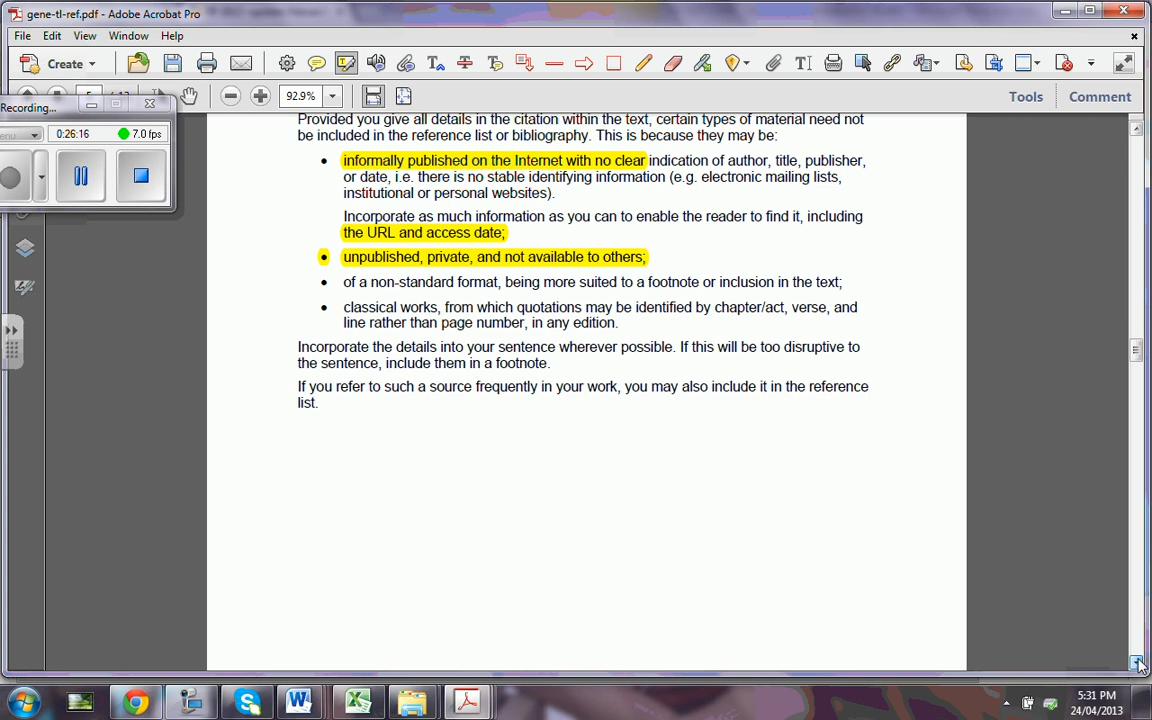 gene-tl-ref.pdf - Adobe Acrobat Pro
File Edit View Window Help
Create
92.9%
Tools Comment
Recording...
0:26:16 7.0 fps
Provided you give all details in the citation within the text, certain types of material need not
be included in the reference list or bibliography. This is because they may be:
• informally published on the Internet with no clear indication of author, title, publisher,
or date, i.e. there is no stable identifying information (e.g. electronic mailing lists,
institutional or personal websites).
Incorporate as much information as you can to enable the reader to find it, including
the URL and access date;
• unpublished, private, and not available to others;
• of a non-standard format, being more suited to a footnote or inclusion in the text;
• classical works, from which quotations may be identified by chapter/act, verse, and
line rather than page number, in any edition.
Incorporate the details into your sentence wherever possible. If this will be too disruptive to
the sentence, include them in a footnote.
If you refer to such a source frequently in your work, you may also include it in the reference
list.
5:31 PM
24/04/2013